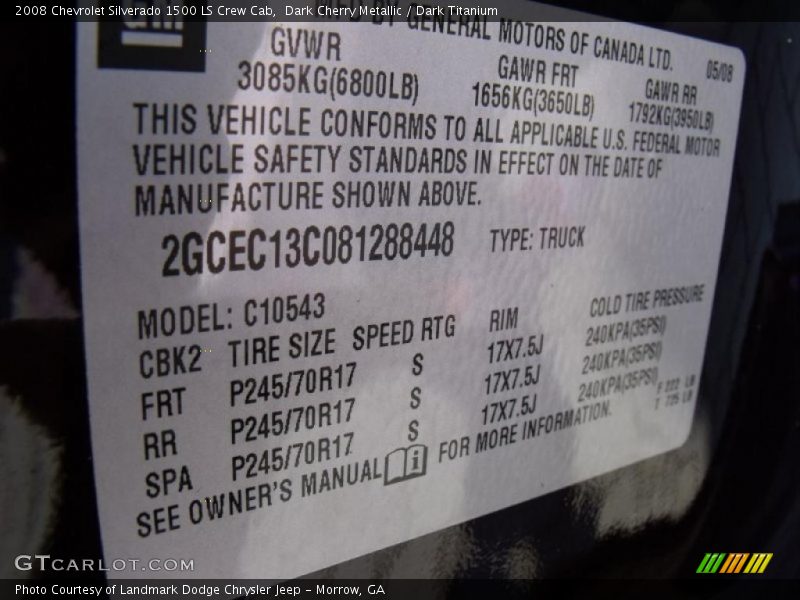 2008 Chevrolet Silverado 1500 LS Crew Cab, Dark Cherry Metallic / Dark Titanium
BY GENERAL MOTORS OF CANADA LTD.
GVWR GAWR FRT GAWR RR 05/08
3085KG(6800LB) 1656KG(3650LB) 1792KG(3950LB)
THIS VEHICLE CONFORMS TO ALL APPLICABLE U.S. FEDERAL MOTOR
VEHICLE SAFETY STANDARDS IN EFFECT ON THE DATE OF
MANUFACTURE SHOWN ABOVE.
2GCEC13C081288448 TYPE: TRUCK
MODEL: C10543
CBK2 TIRE SIZE SPEED RTG RIM COLD TIRE PRESSURE
FRT P245/70R17 S 17X7.5J 240KPA(35PSI)
RR P245/70R17 S 17X7.5J 240KPA(35PSI)
SPA P245/70R17 S 17X7.5J 240KPA(35PSI)
SEE OWNER'S MANUAL i FOR MORE INFORMATION.
GTCARLOT.COM
Photo Courtesy of Landmark Dodge Chrysler Jeep – Morrow, GA